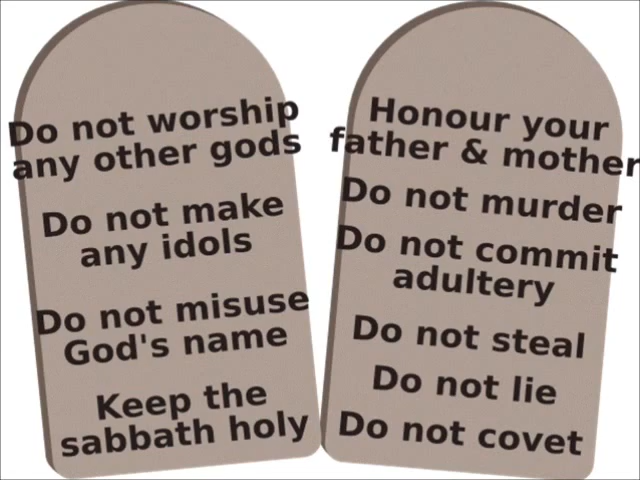 Do not worship
any other gods
Do not make
any idols
Do not misuse
God's name
Keep the
sabbath holy
Honour your
father & mother
Do not murder
Do not commit
adultery
Do not steal
Do not lie
Do not covet